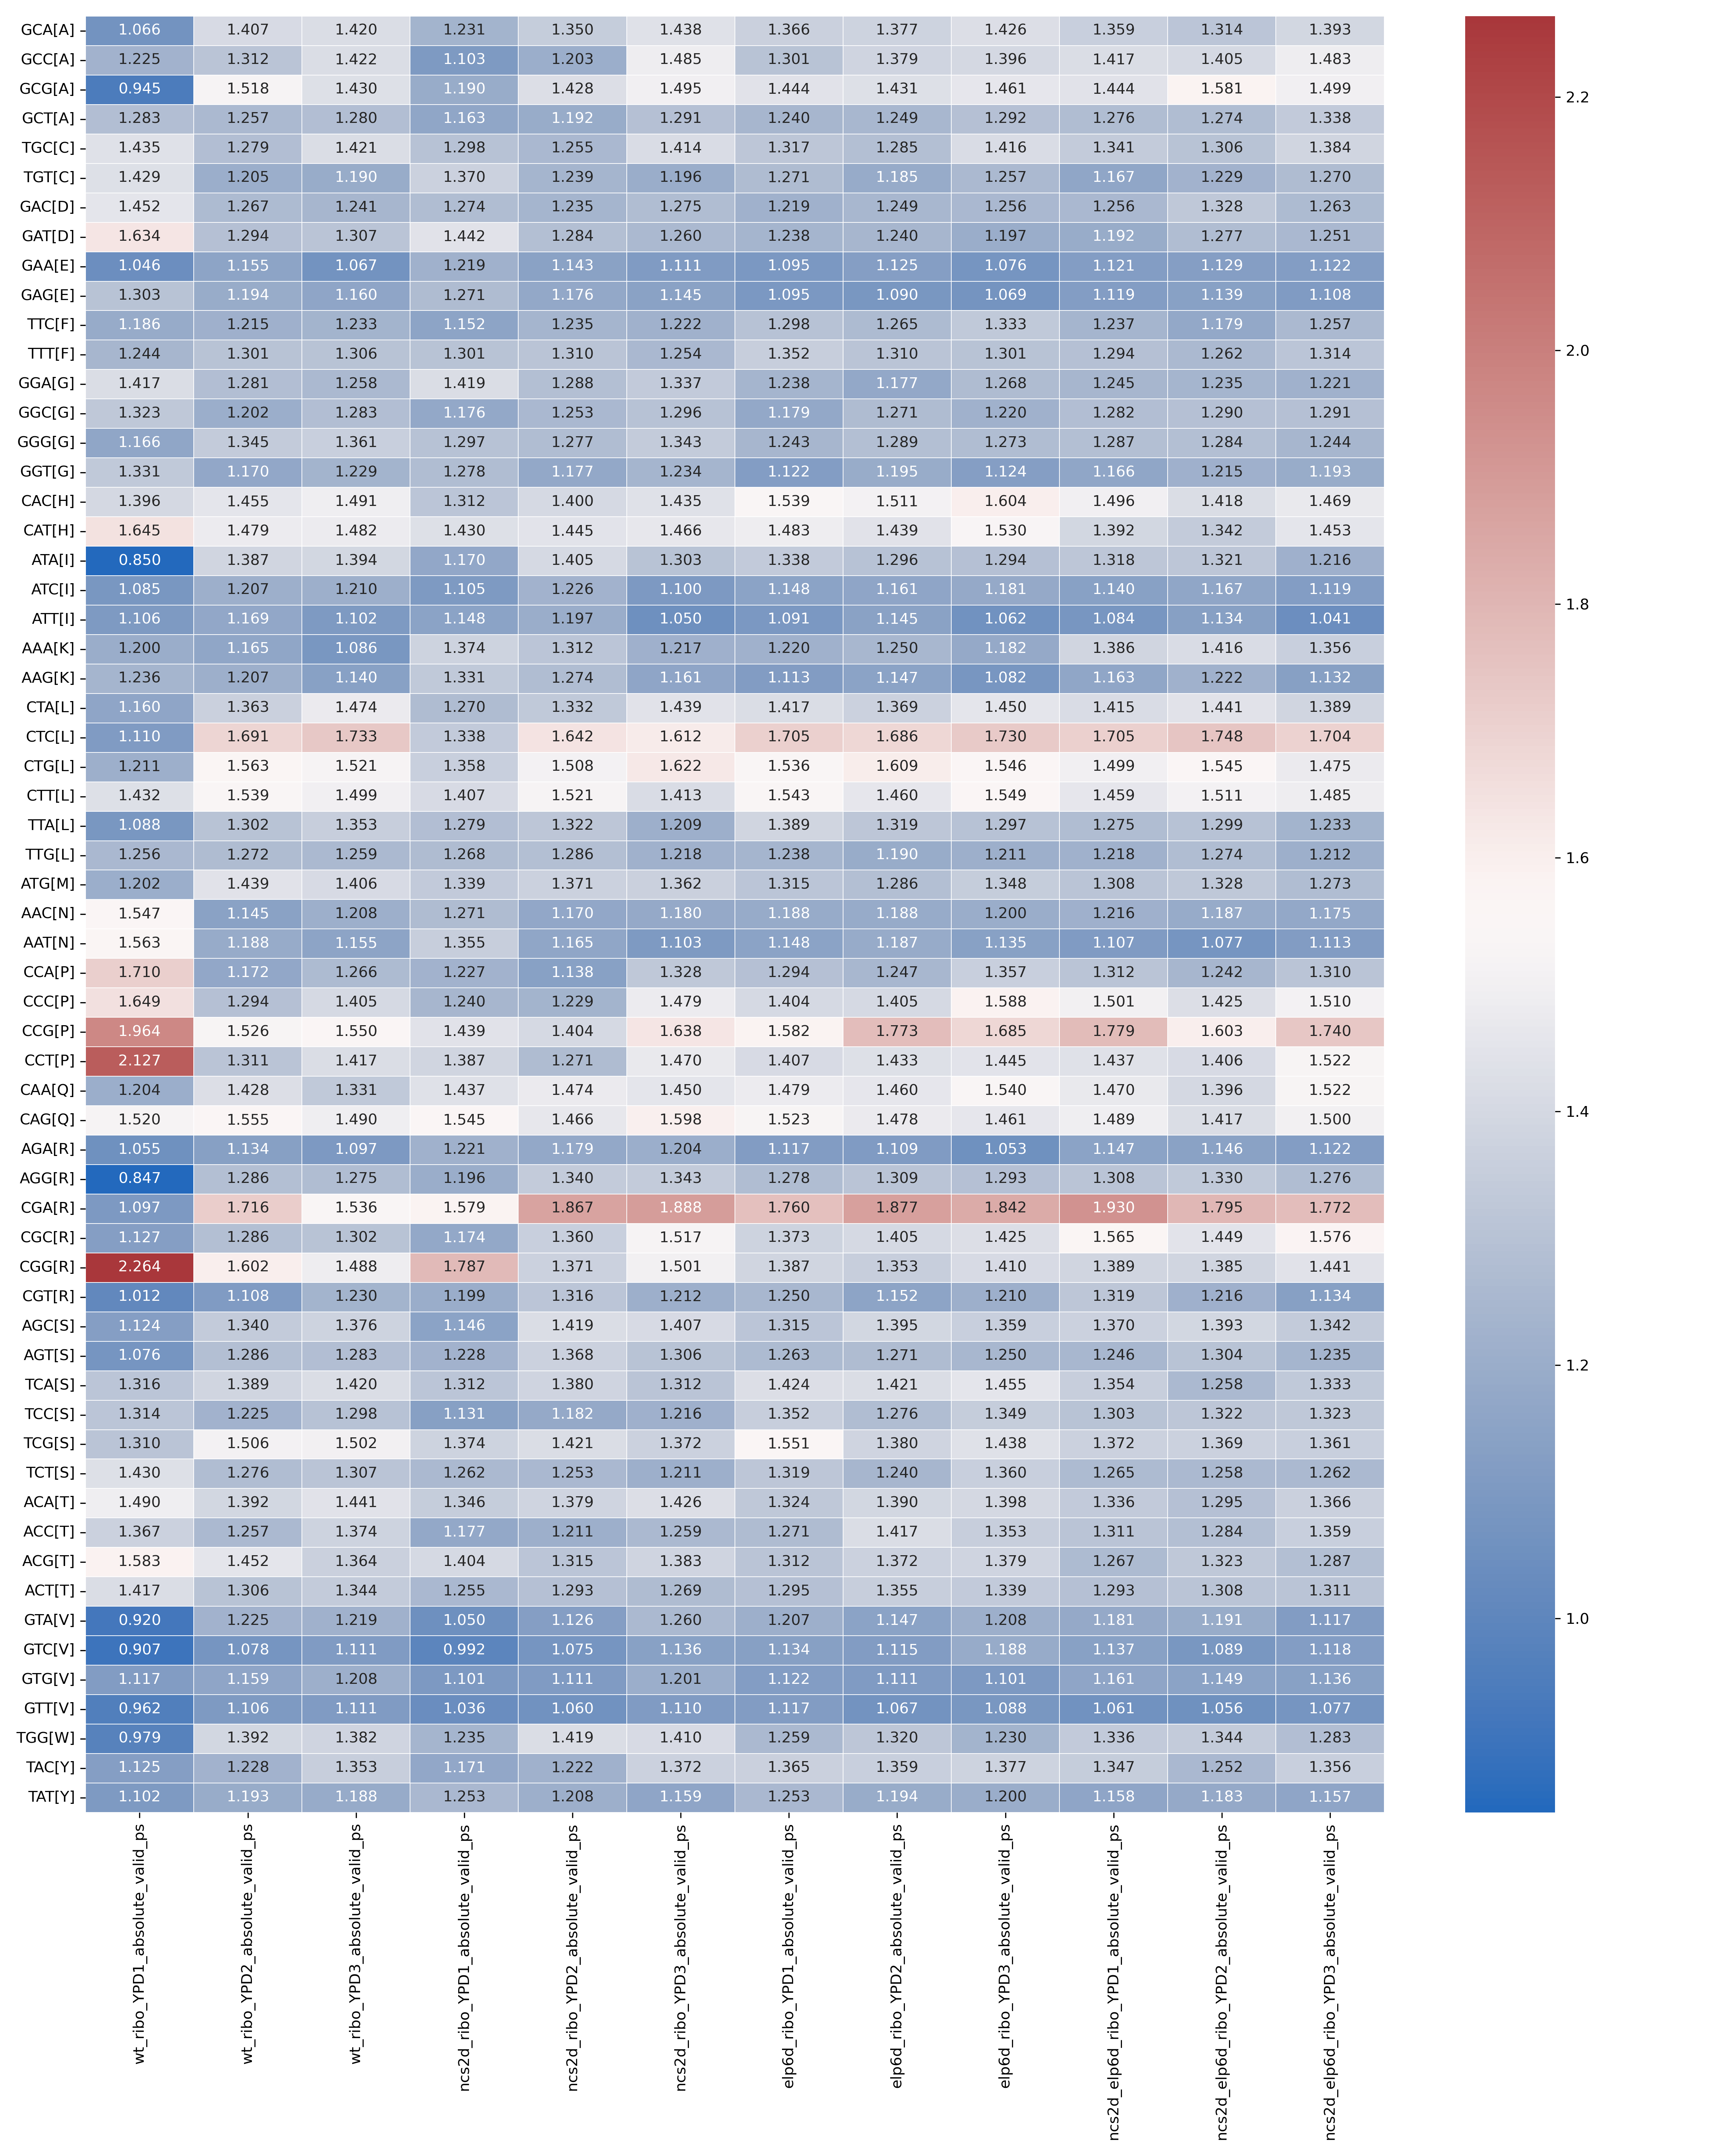 GCA[A] 1.066 1.407 1.420 1.231 1.350 1.438 1.366 1.377 1.426 1.359 1.314 1.393
GCC[A] 1.225 1.312 1.422 1.103 1.203 1.485 1.301 1.379 1.396 1.417 1.405 1.483
GCG[A] 0.945 1.518 1.430 1.190 1.428 1.495 1.444 1.431 1.461 1.444 1.581 1.499
GCT[A] 1.283 1.257 1.280 1.163 1.192 1.291 1.240 1.249 1.292 1.276 1.274 1.338
TGC[C] 1.435 1.279 1.421 1.298 1.255 1.414 1.317 1.285 1.416 1.341 1.306 1.384
TGT[C] 1.429 1.205 1.190 1.370 1.239 1.196 1.271 1.185 1.257 1.167 1.229 1.270
GAC[D] 1.452 1.267 1.241 1.274 1.235 1.275 1.219 1.249 1.256 1.256 1.328 1.263
GAT[D] 1.634 1.294 1.307 1.442 1.284 1.260 1.238 1.240 1.197 1.192 1.277 1.251
GAA[E] 1.046 1.155 1.067 1.219 1.143 1.111 1.095 1.125 1.076 1.121 1.129 1.122
GAG[E] 1.303 1.194 1.160 1.271 1.176 1.145 1.095 1.090 1.069 1.119 1.139 1.108
TTC[F] 1.186 1.215 1.233 1.152 1.235 1.222 1.298 1.265 1.333 1.237 1.179 1.257
TTT[F] 1.244 1.301 1.306 1.301 1.310 1.254 1.352 1.310 1.301 1.294 1.262 1.314
GGA[G] 1.417 1.281 1.258 1.419 1.288 1.337 1.238 1.177 1.268 1.245 1.235 1.221
GGC[G] 1.323 1.202 1.283 1.176 1.253 1.296 1.179 1.271 1.220 1.282 1.290 1.291
GGG[G] 1.166 1.345 1.361 1.297 1.277 1.343 1.243 1.289 1.273 1.287 1.284 1.244
GGT[G] 1.331 1.170 1.229 1.278 1.177 1.234 1.122 1.195 1.124 1.166 1.215 1.193
CAC[H] 1.396 1.455 1.491 1.312 1.400 1.435 1.539 1.511 1.604 1.496 1.418 1.469
CAT[H] 1.645 1.479 1.482 1.430 1.445 1.466 1.483 1.439 1.530 1.392 1.342 1.453
ATA[I] 0.850 1.387 1.394 1.170 1.405 1.303 1.338 1.296 1.294 1.318 1.321 1.216
ATC[I] 1.085 1.207 1.210 1.105 1.226 1.100 1.148 1.161 1.181 1.140 1.167 1.119
ATT[I] 1.106 1.169 1.102 1.148 1.197 1.050 1.091 1.145 1.062 1.084 1.134 1.041
AAA[K] 1.200 1.165 1.086 1.374 1.312 1.217 1.220 1.250 1.182 1.386 1.416 1.356
AAG[K] 1.236 1.207 1.140 1.331 1.274 1.161 1.113 1.147 1.082 1.163 1.222 1.132
CTA[L] 1.160 1.363 1.474 1.270 1.332 1.439 1.417 1.369 1.450 1.415 1.441 1.389
CTC[L] 1.110 1.691 1.733 1.338 1.642 1.612 1.705 1.686 1.730 1.705 1.748 1.704
CTG[L] 1.211 1.563 1.521 1.358 1.508 1.622 1.536 1.609 1.546 1.499 1.545 1.475
CTT[L] 1.432 1.539 1.499 1.407 1.521 1.413 1.543 1.460 1.549 1.459 1.511 1.485
TTA[L] 1.088 1.302 1.353 1.279 1.322 1.209 1.389 1.319 1.297 1.275 1.299 1.233
TTG[L] 1.256 1.272 1.259 1.268 1.286 1.218 1.238 1.190 1.211 1.218 1.274 1.212
ATG[M] 1.202 1.439 1.406 1.339 1.371 1.362 1.315 1.286 1.348 1.308 1.328 1.273
AAC[N] 1.547 1.145 1.208 1.271 1.170 1.180 1.188 1.188 1.200 1.216 1.187 1.175
AAT[N] 1.563 1.188 1.155 1.355 1.165 1.103 1.148 1.187 1.135 1.107 1.077 1.113
CCA[P] 1.710 1.172 1.266 1.227 1.138 1.328 1.294 1.247 1.357 1.312 1.242 1.310
CCC[P] 1.649 1.294 1.405 1.240 1.229 1.479 1.404 1.405 1.588 1.501 1.425 1.510
CCG[P] 1.964 1.526 1.550 1.439 1.404 1.638 1.582 1.773 1.685 1.779 1.603 1.740
CCT[P] 2.127 1.311 1.417 1.387 1.271 1.470 1.407 1.433 1.445 1.437 1.406 1.522
CAA[Q] 1.204 1.428 1.331 1.437 1.474 1.450 1.479 1.460 1.540 1.470 1.396 1.522
CAG[Q] 1.520 1.555 1.490 1.545 1.466 1.598 1.523 1.478 1.461 1.489 1.417 1.500
AGA[R] 1.055 1.134 1.097 1.221 1.179 1.204 1.117 1.109 1.053 1.147 1.146 1.122
AGG[R] 0.847 1.286 1.275 1.196 1.340 1.343 1.278 1.309 1.293 1.308 1.330 1.276
CGA[R] 1.097 1.716 1.536 1.579 1.867 1.888 1.760 1.877 1.842 1.930 1.795 1.772
CGC[R] 1.127 1.286 1.302 1.174 1.360 1.517 1.373 1.405 1.425 1.565 1.449 1.576
CGG[R] 2.264 1.602 1.488 1.787 1.371 1.501 1.387 1.353 1.410 1.389 1.385 1.441
CGT[R] 1.012 1.108 1.230 1.199 1.316 1.212 1.250 1.152 1.210 1.319 1.216 1.134
AGC[S] 1.124 1.340 1.376 1.146 1.419 1.407 1.315 1.395 1.359 1.370 1.393 1.342
AGT[S] 1.076 1.286 1.283 1.228 1.368 1.306 1.263 1.271 1.250 1.246 1.304 1.235
TCA[S] 1.316 1.389 1.420 1.312 1.380 1.312 1.424 1.421 1.455 1.354 1.258 1.333
TCC[S] 1.314 1.225 1.298 1.131 1.182 1.216 1.352 1.276 1.349 1.303 1.322 1.323
TCG[S] 1.310 1.506 1.502 1.374 1.421 1.372 1.551 1.380 1.438 1.372 1.369 1.361
TCT[S] 1.430 1.276 1.307 1.262 1.253 1.211 1.319 1.240 1.360 1.265 1.258 1.262
ACA[T] 1.490 1.392 1.441 1.346 1.379 1.426 1.324 1.390 1.398 1.336 1.295 1.366
ACC[T] 1.367 1.257 1.374 1.177 1.211 1.259 1.271 1.417 1.353 1.311 1.284 1.359
ACG[T] 1.583 1.452 1.364 1.404 1.315 1.383 1.312 1.372 1.379 1.267 1.323 1.287
ACT[T] 1.417 1.306 1.344 1.255 1.293 1.269 1.295 1.355 1.339 1.293 1.308 1.311
GTA[V] 0.920 1.225 1.219 1.050 1.126 1.260 1.207 1.147 1.208 1.181 1.191 1.117
GTC[V] 0.907 1.078 1.111 0.992 1.075 1.136 1.134 1.115 1.188 1.137 1.089 1.118
GTG[V] 1.117 1.159 1.208 1.101 1.111 1.201 1.122 1.111 1.101 1.161 1.149 1.136
GTT[V] 0.962 1.106 1.111 1.036 1.060 1.110 1.117 1.067 1.088 1.061 1.056 1.077
TGG[W] 0.979 1.392 1.382 1.235 1.419 1.410 1.259 1.320 1.230 1.336 1.344 1.283
TAC[Y] 1.125 1.228 1.353 1.171 1.222 1.372 1.365 1.359 1.377 1.347 1.252 1.356
TAT[Y] 1.102 1.193 1.188 1.253 1.208 1.159 1.253 1.194 1.200 1.158 1.183 1.157
wt_ribo_YPD1_absolute_valid_ps
wt_ribo_YPD2_absolute_valid_ps
wt_ribo_YPD3_absolute_valid_ps
ncs2d_ribo_YPD1_absolute_valid_ps
ncs2d_ribo_YPD2_absolute_valid_ps
ncs2d_ribo_YPD3_absolute_valid_ps
elp6d_ribo_YPD1_absolute_valid_ps
elp6d_ribo_YPD2_absolute_valid_ps
elp6d_ribo_YPD3_absolute_valid_ps
ncs2d_elp6d_ribo_YPD1_absolute_valid_ps
ncs2d_elp6d_ribo_YPD2_absolute_valid_ps
ncs2d_elp6d_ribo_YPD3_absolute_valid_ps
2.2
2.0
1.8
1.6
1.4
1.2
1.0